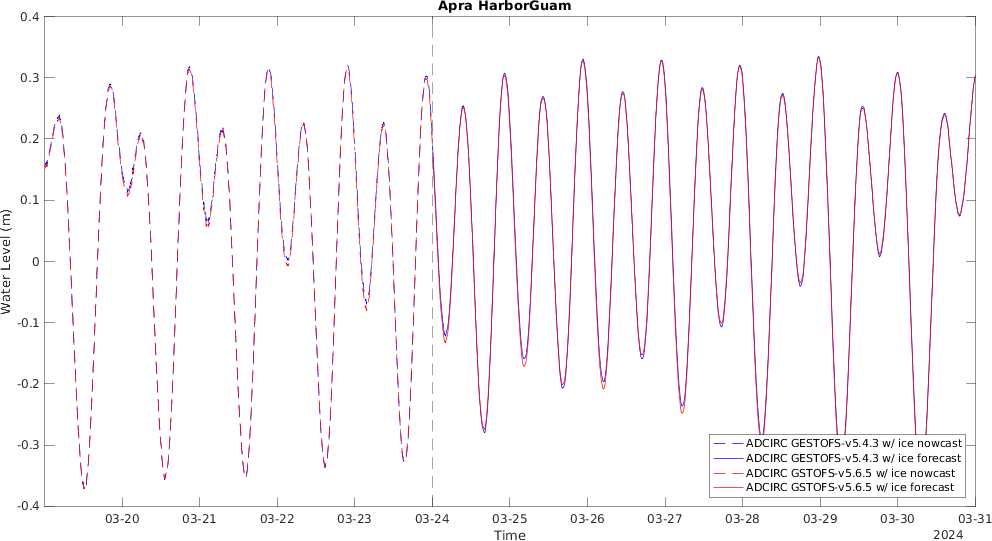 Apra HarborGuam
0.4
0.3
0.2
0.1
0
-0.1
-0.2
-0.3
-0.4
Water Level (m)
ADCIRC GESTOFS-v5.4.3 w/ ice nowcast
ADCIRC GESTOFS-v5.4.3 w/ ice forecast
ADCIRC GSTOFS-v5.6.5 w/ ice nowcast
ADCIRC GSTOFS-v5.6.5 w/ ice forecast
03-20 03-21 03-22 03-23 03-24 03-25 03-26 03-27 03-28 03-29 03-30 03-31
Time
2024